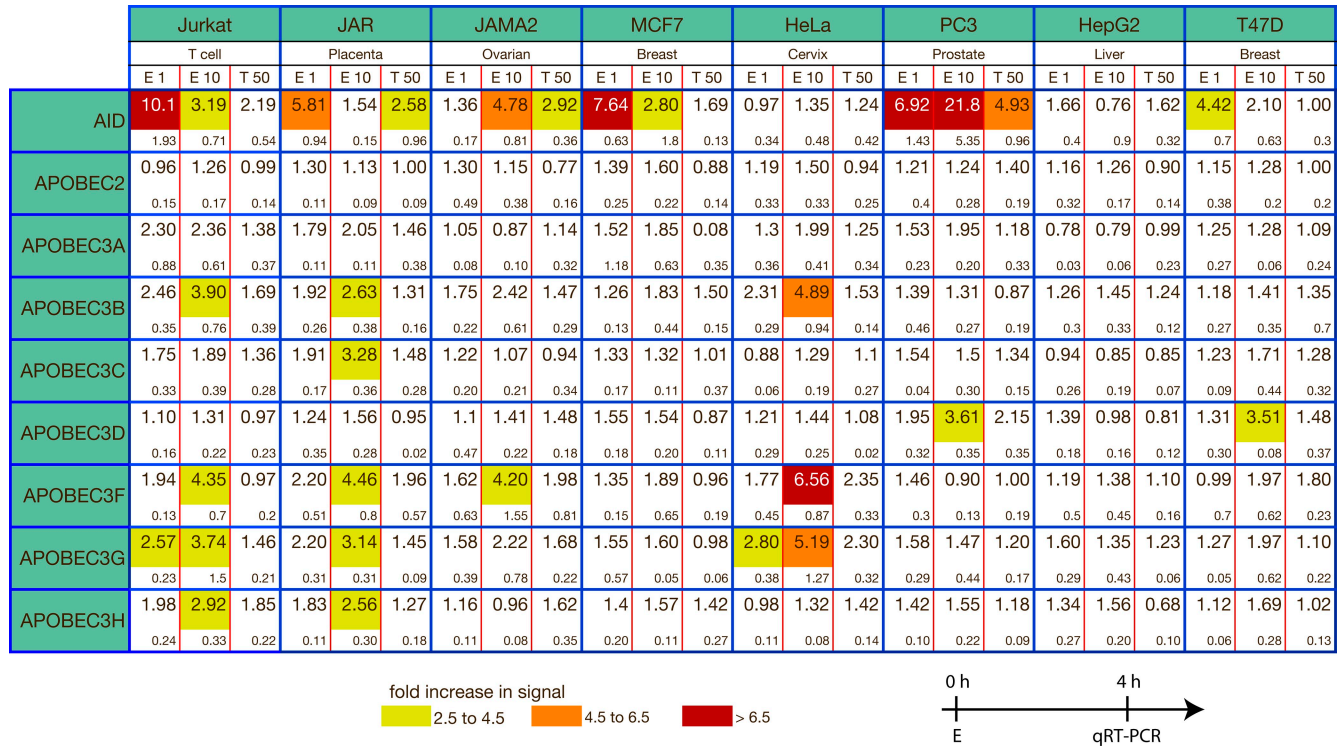 Jurkat JAR JAMA2 MCF7 HeLa PC3 HepG2 T47D
T cell Placenta Ovarian Breast Cervix Prostate Liver Breast
E 1 E 10 T 50 E 1 E 10 T 50 E 1 E 10 T 50 E 1 E 10 T 50 E 1 E 10 T 50 E 1 E 10 T 50 E 1 E 10 T 50 E 1 E 10 T 50
AID 10.1 3.19 2.19 5.81 1.54 2.58 1.36 4.78 2.92 7.64 2.80 1.69 0.97 1.35 1.24 6.92 21.8 4.93 1.66 0.76 1.62 4.42 2.10 1.00
1.93 0.71 0.54 0.94 0.15 0.96 0.17 0.81 0.36 0.63 1.8 0.13 0.34 0.48 0.42 1.43 5.35 0.96 0.4 0.9 0.32 0.7 0.63 0.3
APOBEC2 0.96 1.26 0.99 1.30 1.13 1.00 1.30 1.15 0.77 1.39 1.60 0.88 1.19 1.50 0.94 1.21 1.24 1.40 1.16 1.26 0.90 1.15 1.28 1.00
0.15 0.17 0.14 0.11 0.09 0.09 0.49 0.38 0.16 0.25 0.22 0.14 0.33 0.33 0.25 0.4 0.28 0.19 0.32 0.17 0.14 0.38 0.2 0.2
APOBEC3A 2.30 2.36 1.38 1.79 2.05 1.46 1.05 0.87 1.14 1.52 1.85 0.08 1.3 1.99 1.25 1.53 1.95 1.18 0.78 0.79 0.99 1.25 1.28 1.09
0.88 0.61 0.37 0.11 0.11 0.38 0.08 0.10 0.32 1.18 0.63 0.35 0.36 0.41 0.34 0.23 0.20 0.33 0.03 0.06 0.23 0.27 0.06 0.24
APOBEC3B 2.46 3.90 1.69 1.92 2.63 1.31 1.75 2.42 1.47 1.26 1.83 1.50 2.31 4.89 1.53 1.39 1.31 0.87 1.26 1.45 1.24 1.18 1.41 1.35
0.35 0.76 0.39 0.26 0.38 0.16 0.22 0.61 0.29 0.13 0.44 0.15 0.29 0.94 0.14 0.46 0.27 0.19 0.3 0.33 0.12 0.27 0.35 0.7
APOBEC3C 1.75 1.89 1.36 1.91 3.28 1.48 1.22 1.07 0.94 1.33 1.32 1.01 0.88 1.29 1.1 1.54 1.5 1.34 0.94 0.85 0.85 1.23 1.71 1.28
0.33 0.39 0.28 0.17 0.36 0.28 0.20 0.21 0.34 0.17 0.11 0.37 0.06 0.19 0.27 0.04 0.30 0.15 0.26 0.19 0.07 0.09 0.44 0.32
APOBEC3D 1.10 1.31 0.97 1.24 1.56 0.95 1.1 1.41 1.48 1.55 1.54 0.87 1.21 1.44 1.08 1.95 3.61 2.15 1.39 0.98 0.81 1.31 3.51 1.48
0.16 0.22 0.23 0.35 0.28 0.02 0.47 0.22 0.18 0.18 0.20 0.11 0.29 0.25 0.02 0.32 0.35 0.35 0.18 0.16 0.12 0.30 0.08 0.37
APOBEC3F 1.94 4.35 0.97 2.20 4.46 1.96 1.62 4.20 1.98 1.35 1.89 0.96 1.77 6.56 2.35 1.46 0.90 1.00 1.19 1.38 1.10 0.99 1.97 1.80
0.13 0.7 0.2 0.51 0.8 0.57 0.63 1.55 0.81 0.15 0.65 0.19 0.45 0.87 0.33 0.3 0.13 0.19 0.5 0.45 0.16 0.7 0.62 0.23
APOBEC3G 2.57 3.74 1.46 2.20 3.14 1.45 1.58 2.22 1.68 1.55 1.60 0.98 2.80 5.19 2.30 1.58 1.47 1.20 1.60 1.35 1.23 1.27 1.97 1.10
0.23 1.5 0.21 0.31 0.31 0.09 0.39 0.78 0.22 0.57 0.05 0.06 0.38 1.27 0.32 0.29 0.44 0.17 0.29 0.43 0.06 0.05 0.62 0.22
APOBEC3H 1.98 2.92 1.85 1.83 2.56 1.27 1.16 0.96 1.62 1.4 1.57 1.42 0.98 1.32 1.42 1.42 1.55 1.18 1.34 1.56 0.68 1.12 1.69 1.02
0.24 0.33 0.22 0.11 0.30 0.18 0.11 0.08 0.35 0.20 0.11 0.27 0.11 0.08 0.14 0.10 0.22 0.09 0.27 0.20 0.10 0.06 0.28 0.13
fold increase in signal
2.5 to 4.5 4.5 to 6.5 > 6.5
0 h 4 h
E qRT-PCR